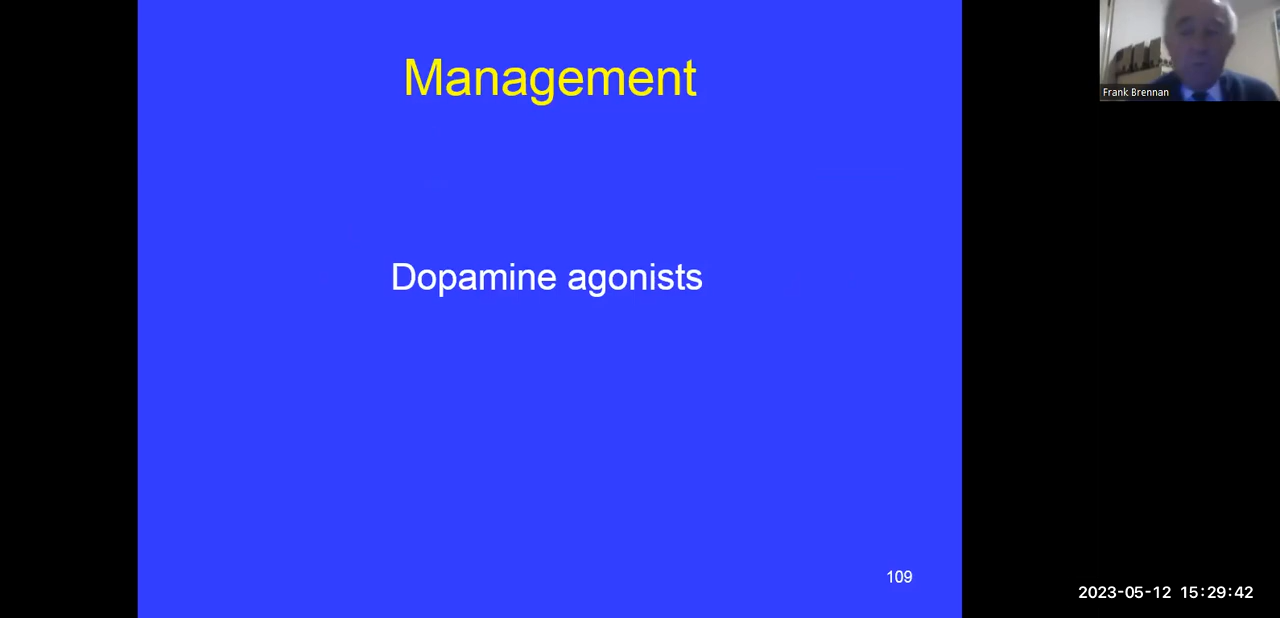 Management
Frank Brennan
Dopamine agonists
109
2023-05-12 15:29:42